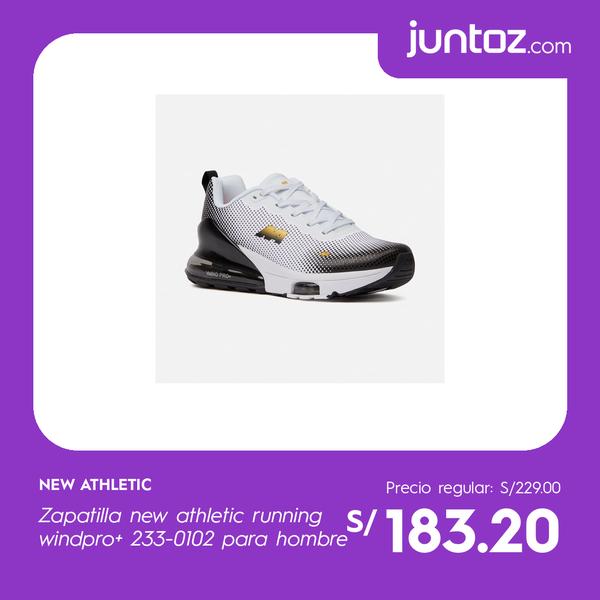 juntoz.com
NEW ATHLETIC
Precio regular: S/229.00
Zapatilla new athletic running
windpro+ 233-0102 para hombre
S/ 183.20